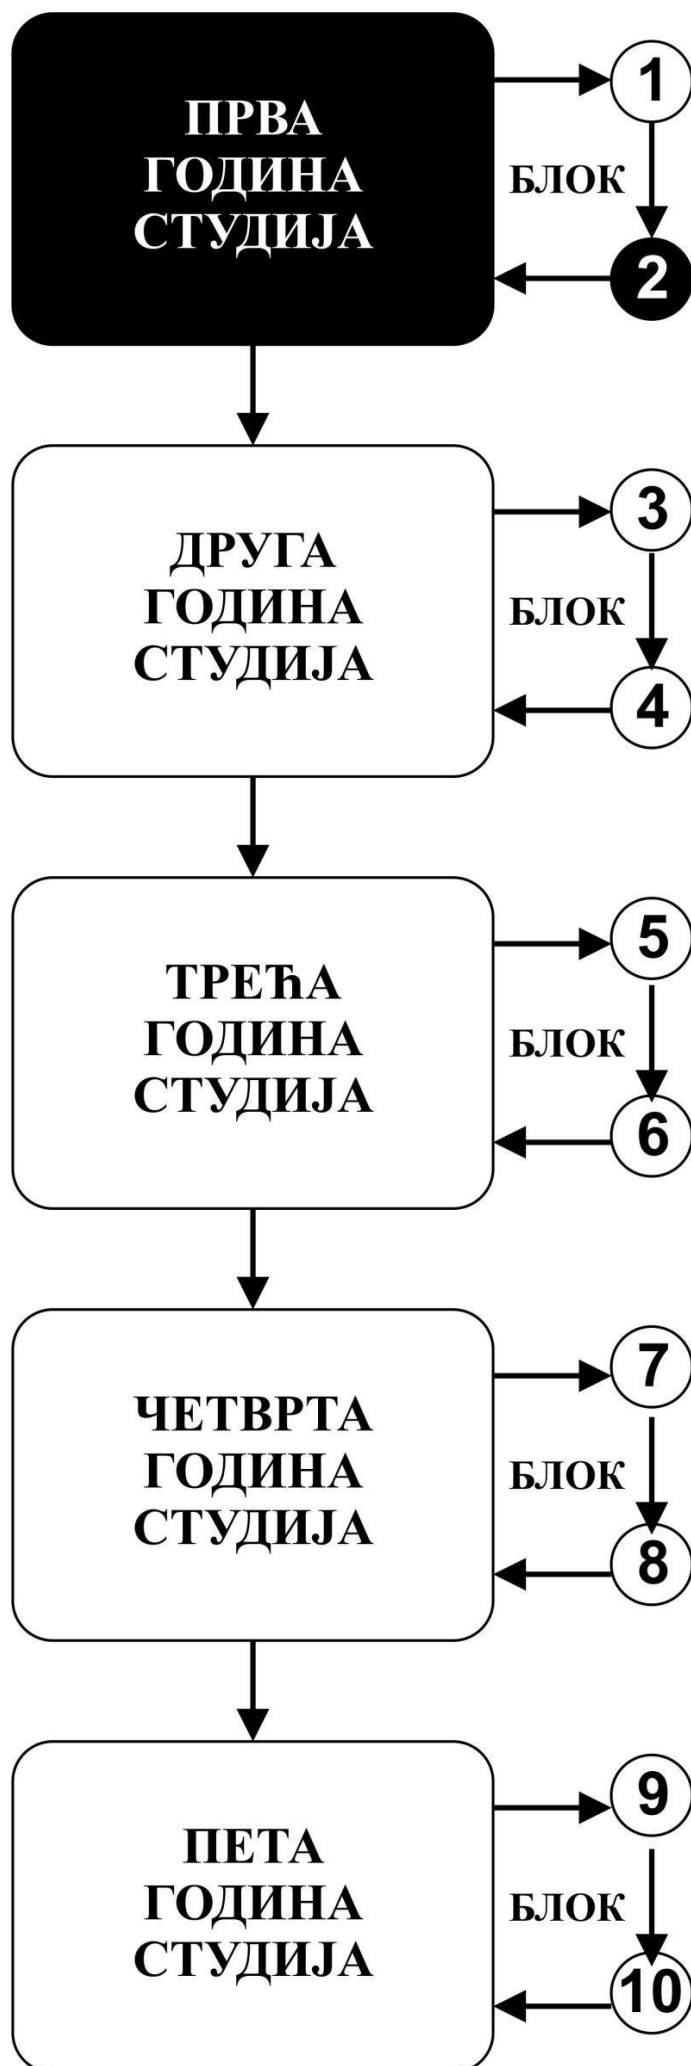 ПРВА
ГОДИНА
СТУДИЈА
1
БЛОК
2
ДРУГА
ГОДИНА
СТУДИЈА
3
БЛОК
4
ТРЕЋА
ГОДИНА
СТУДИЈА
5
БЛОК
6
ЧЕТВРТА
ГОДИНА
СТУДИЈА
7
БЛОК
8
ПЕТА
ГОДИНА
СТУДИЈА
9
БЛОК
10